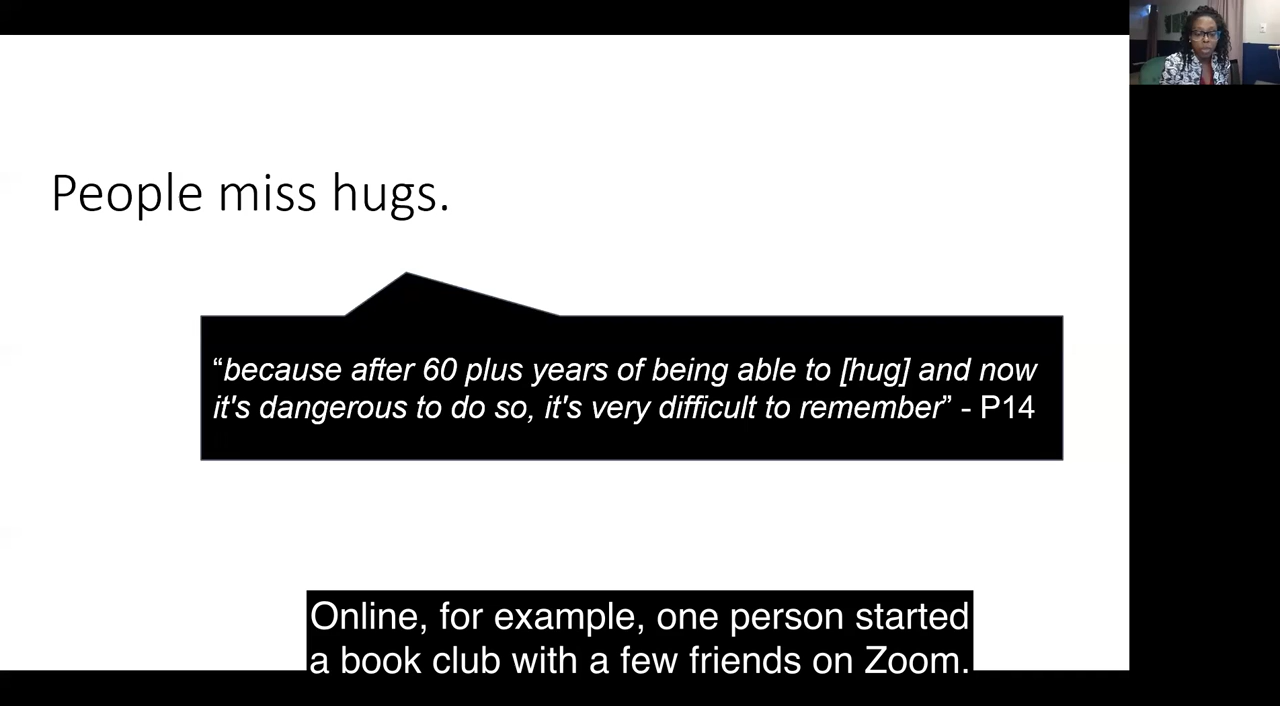 People miss hugs.
“because after 60 plus years of being able to [hug] and now
it's dangerous to do so, it's very difficult to remember” - P14
Online, for example, one person started
a book club with a few friends on Zoom.